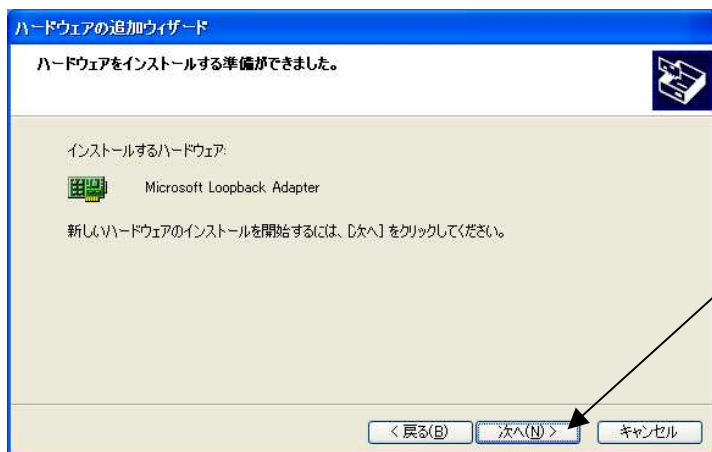 ハードウェアの追加ウィザード
ハードウェアをインストールする準備ができました。
インストールするハードウェア:
Microsoft Loopback Adapter
新しいハードウェアのインストールを開始するには、[次へ] をクリックしてください。
< 戻る(B) 次へ(N) > キャンセル